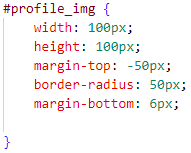 #profile_img {
    width: 100px;
    height: 100px;
    margin-top: -50px;
    border-radius: 50px;
    margin-bottom: 6px;

}